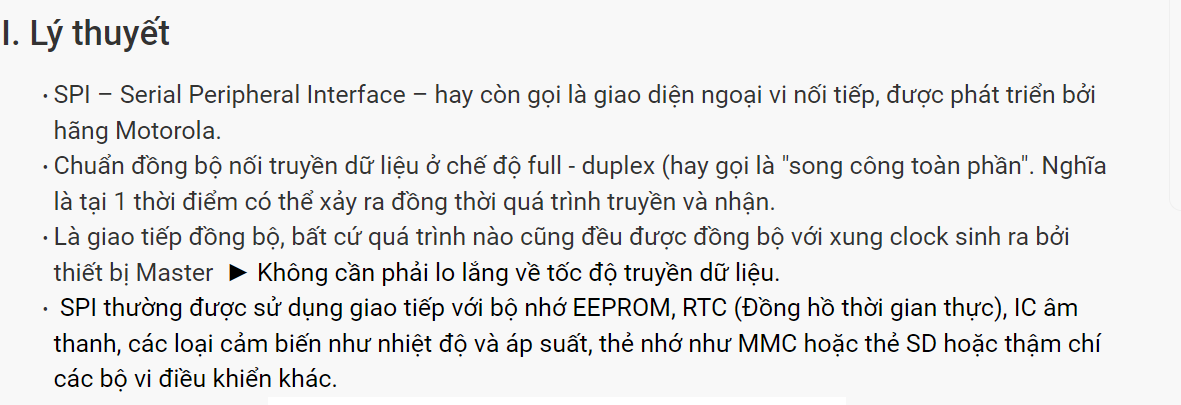 I. Lý thuyết
· SPI – Serial Peripheral Interface – hay còn gọi là giao diện ngoại vi nối tiếp, được phát triển bởi
hãng Motorola.
· Chuẩn đồng bộ nối truyền dữ liệu ở chế độ full - duplex (hay gọi là "song công toàn phần". Nghĩa
là tại 1 thời điểm có thể xảy ra đồng thời quá trình truyền và nhận.
· Là giao tiếp đồng bộ, bất cứ quá trình nào cũng đều được đồng bộ với xung clock sinh ra bởi
thiết bị Master ► Không cần phải lo lắng về tốc độ truyền dữ liệu.
· SPI thường được sử dụng giao tiếp với bộ nhớ EEPROM, RTC (Đồng hồ thời gian thực), IC âm
thanh, các loại cảm biến như nhiệt độ và áp suất, thẻ nhớ như MMC hoặc thẻ SD hoặc thậm chí
các bộ vi điều khiển khác.